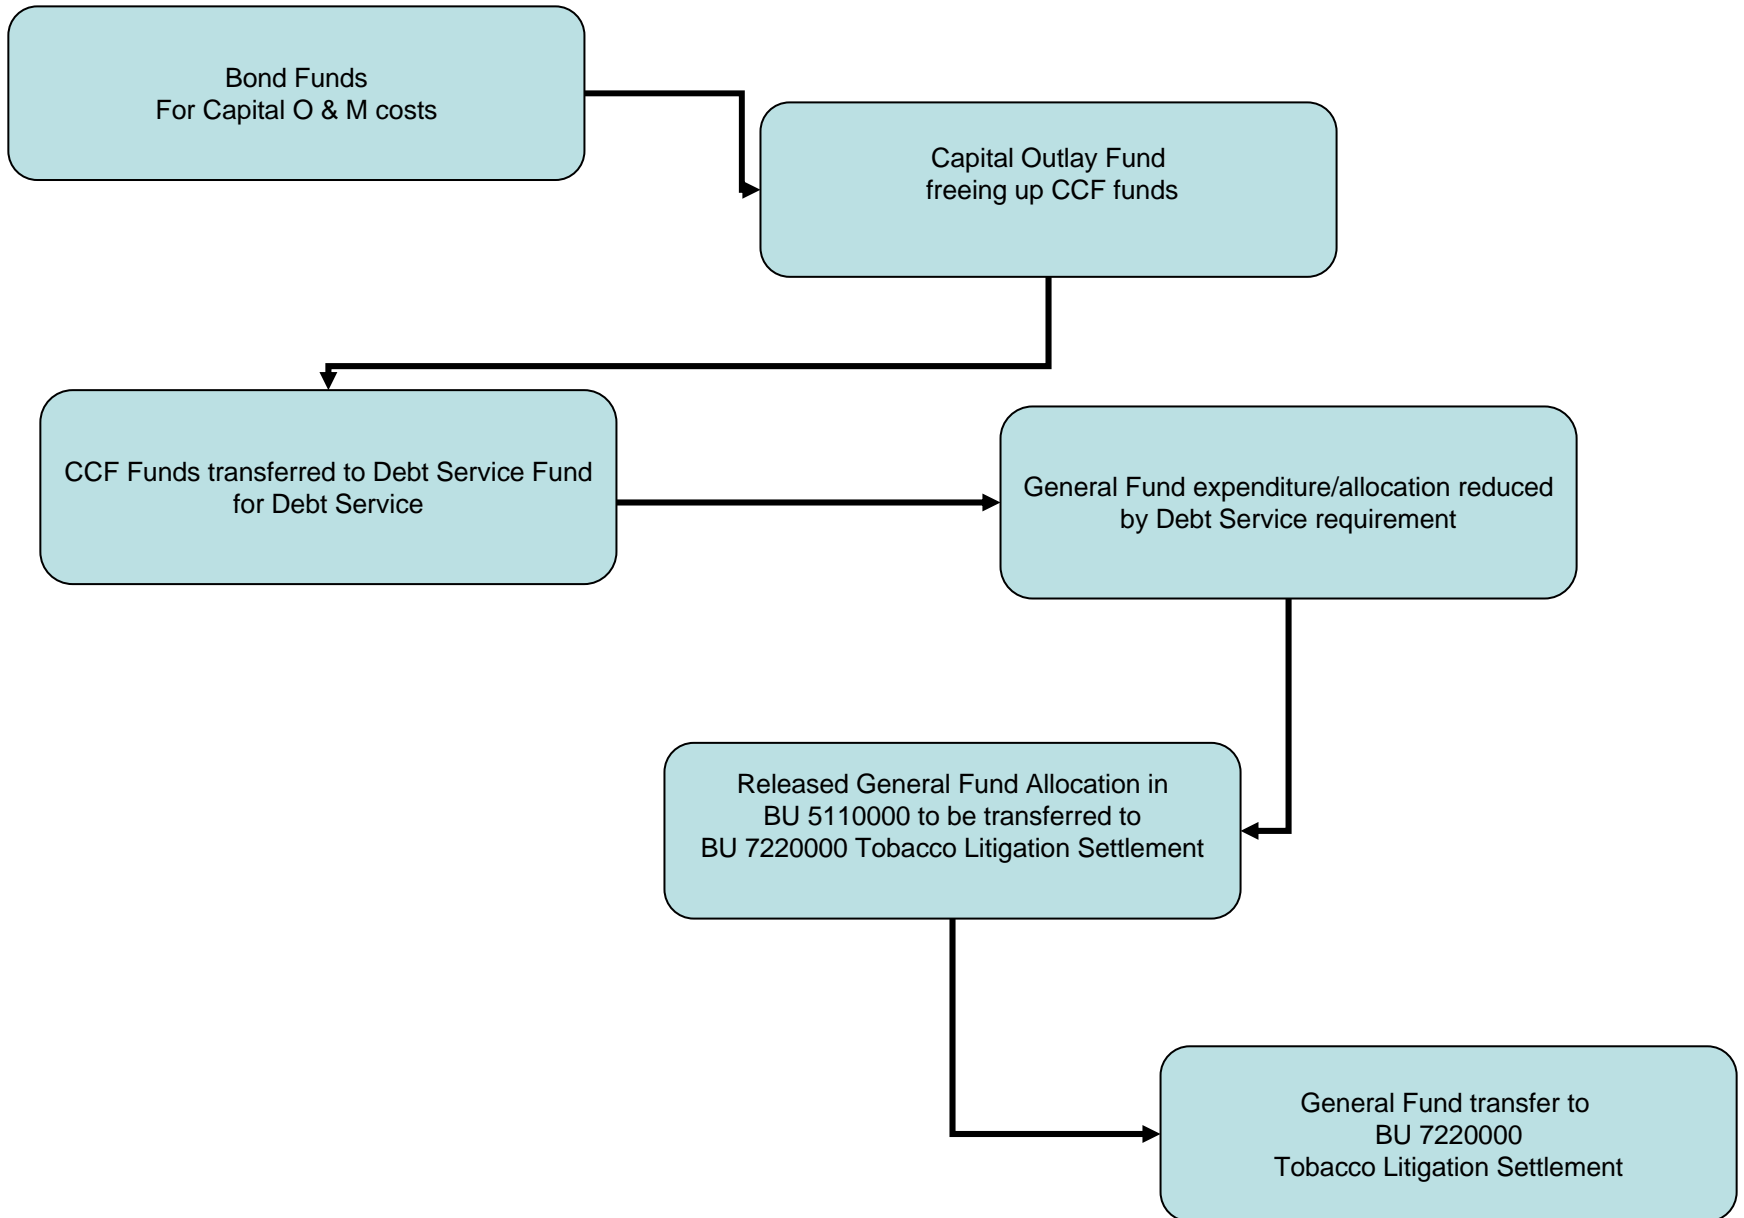 Bond Funds
For Capital O & M costs
Capital Outlay Fund
freeing up CCF funds
CCF Funds transferred to Debt Service Fund
for Debt Service
General Fund expenditure/allocation reduced
by Debt Service requirement
Released General Fund Allocation in
BU 5110000 to be transferred to
BU 7220000 Tobacco Litigation Settlement
General Fund transfer to
BU 7220000
Tobacco Litigation Settlement